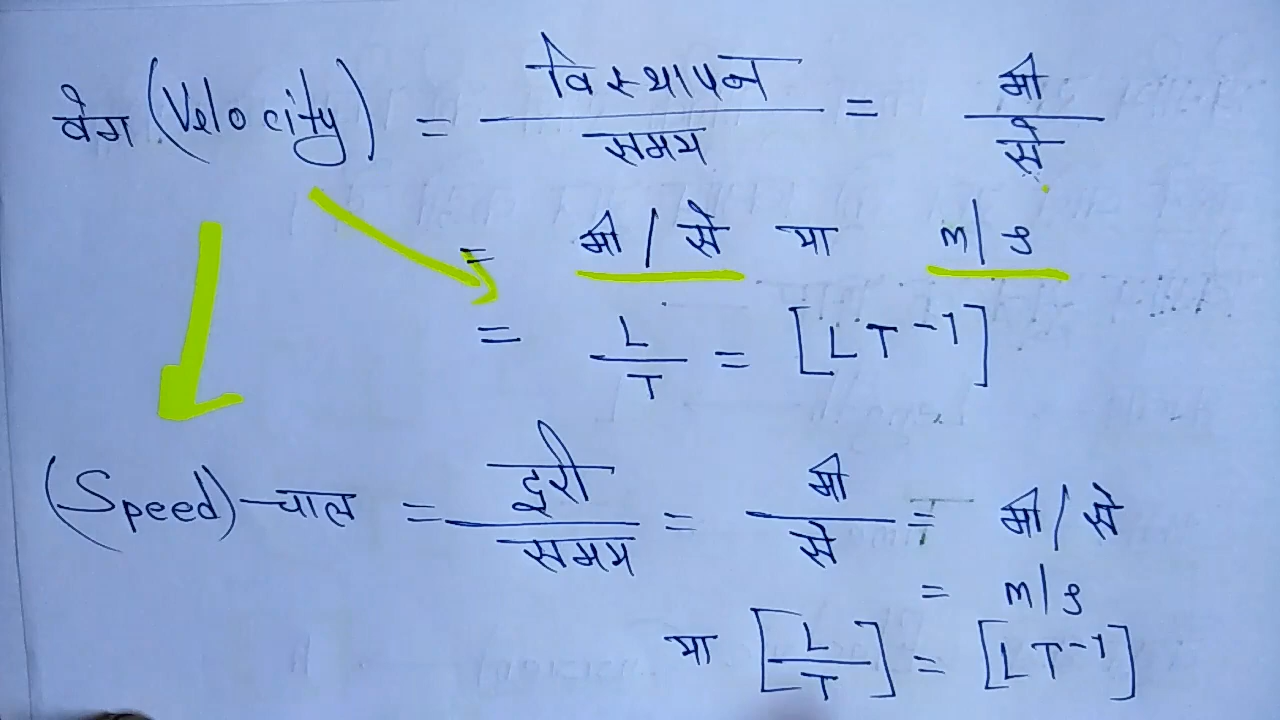 वेग (Velocity) = विस्थापन / समय = मी / से
= मी / से या m/s
= L / T = [LT⁻¹]
(Speed) - चाल = दुरी / समय = मी / से = मी / से
= m/s
या [L / T] = [LT⁻¹]